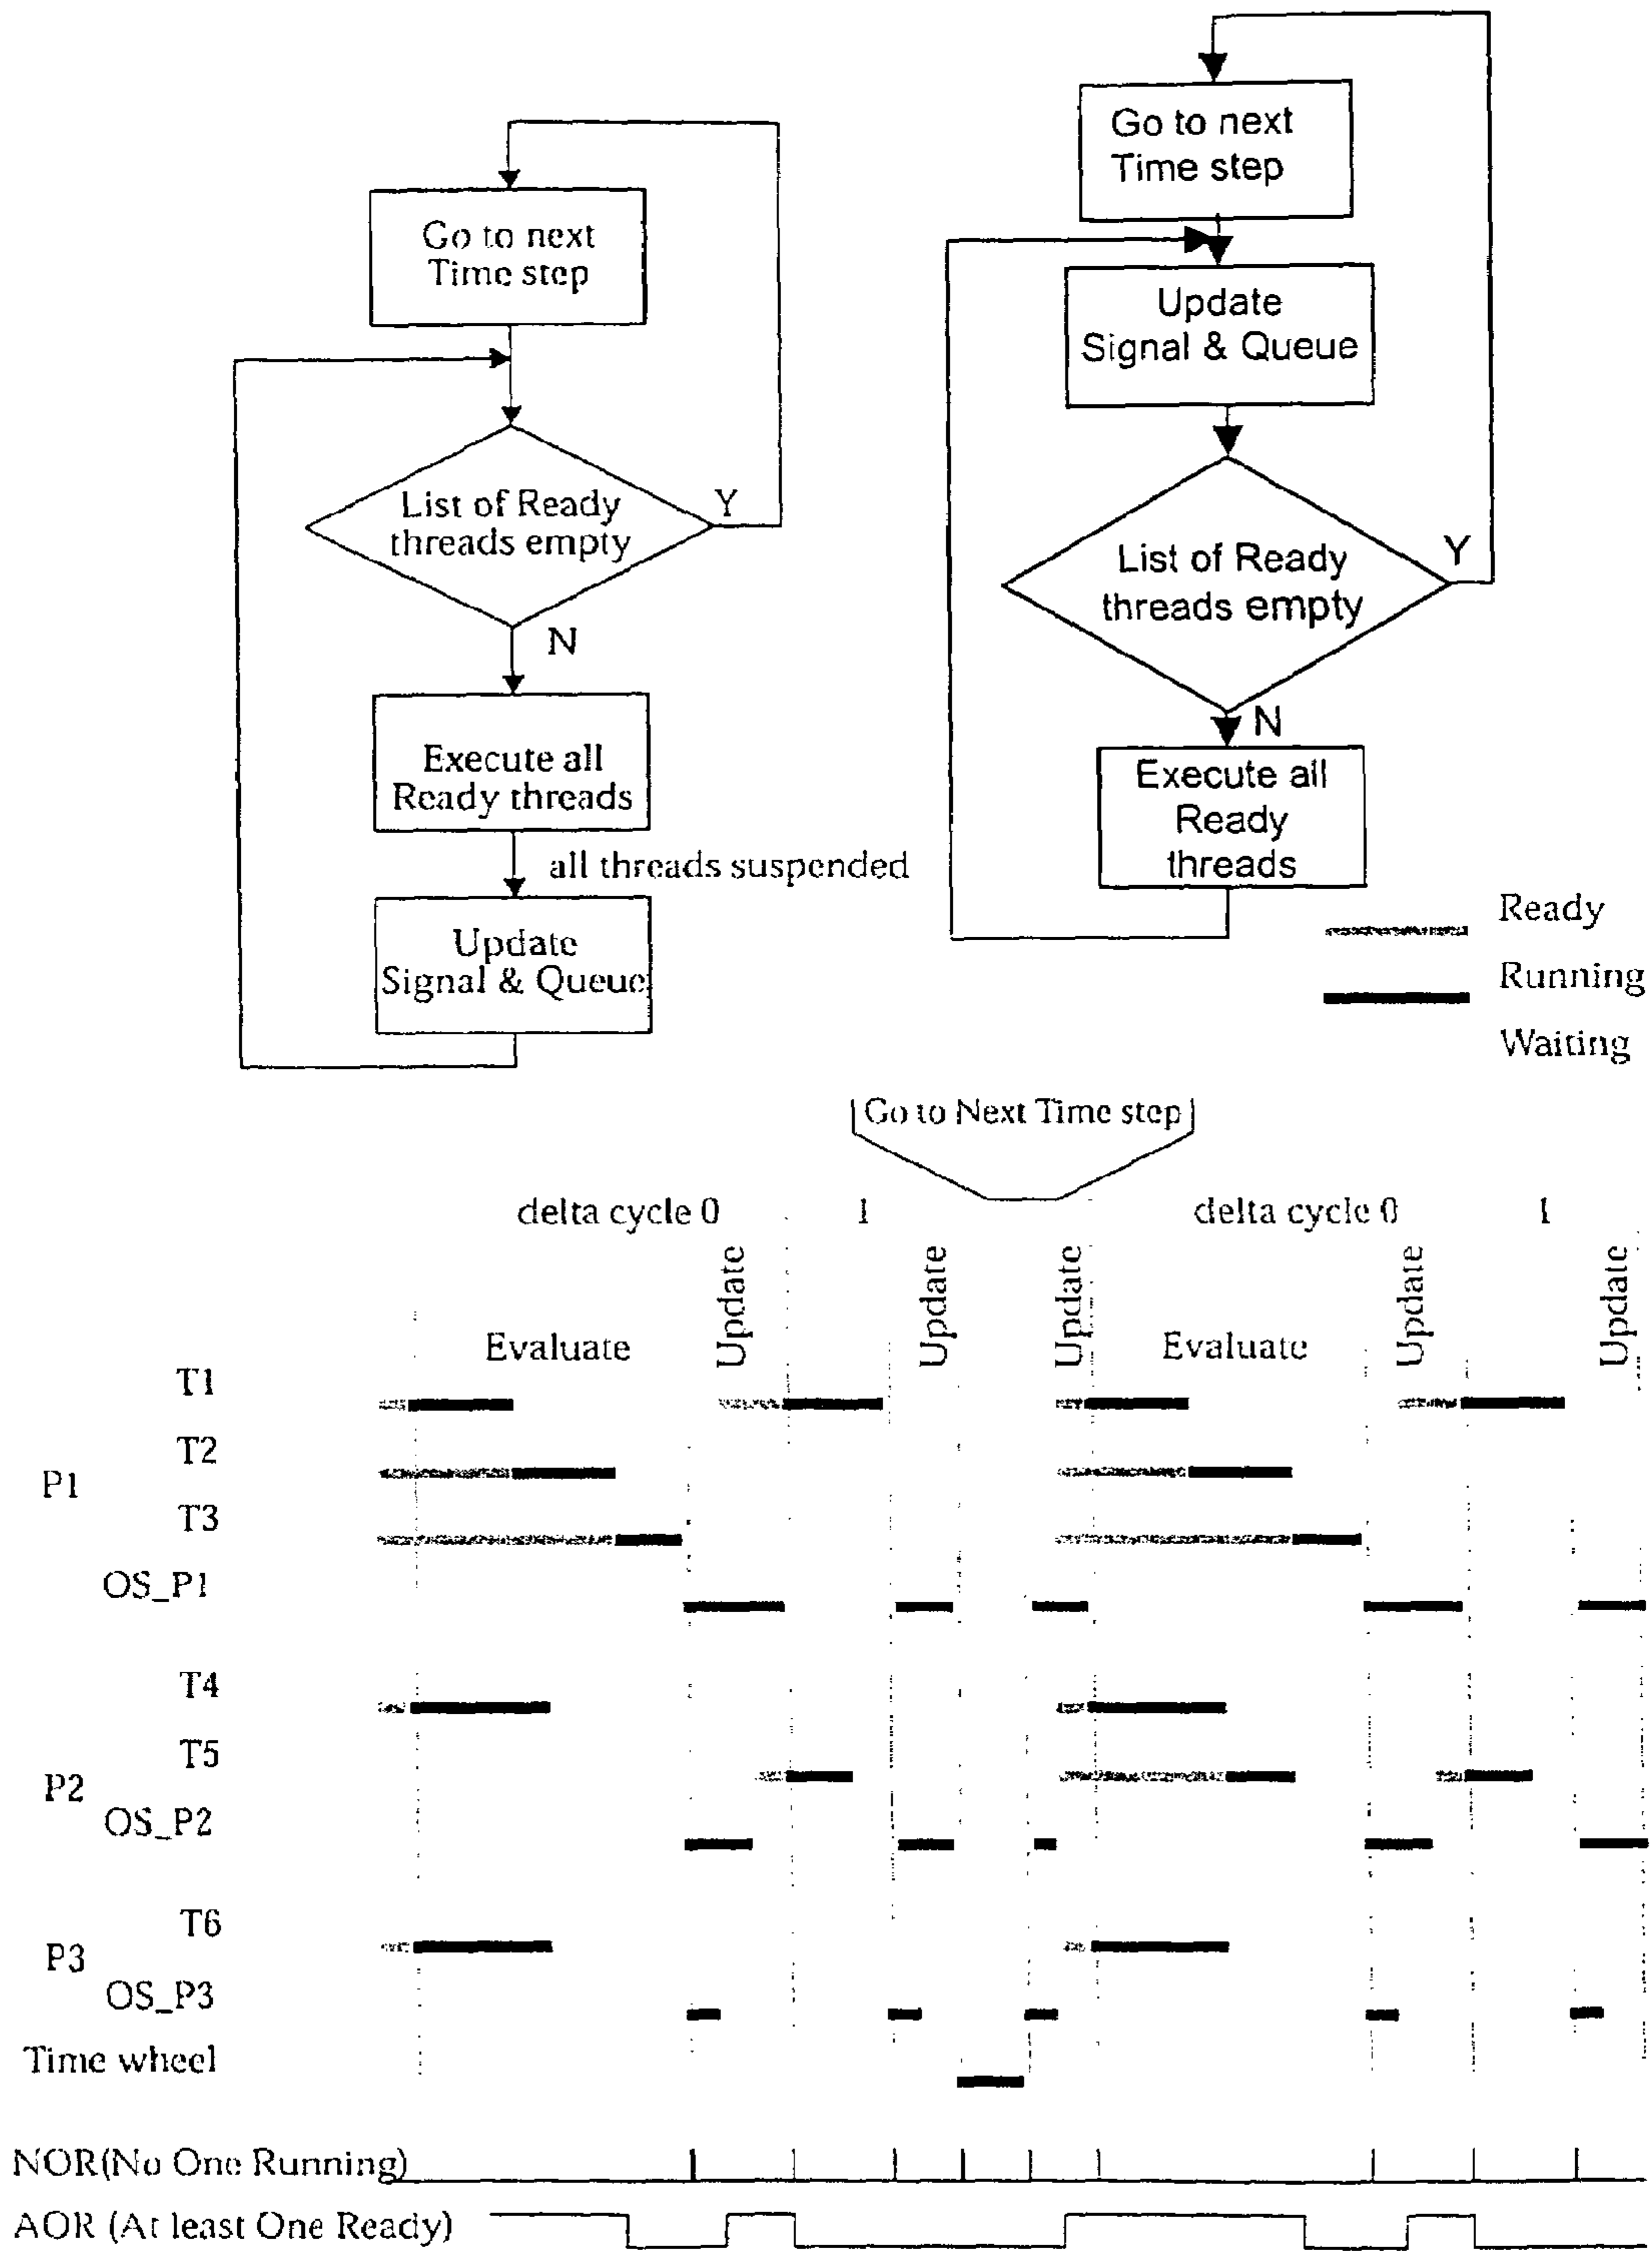 Go to next
Time step
List of Ready
threads empty
Y
N
Execute all
Ready threads
all threads suspended
Update
Signal & Queue
Go to next
Time step
Update
Signal & Queue
List of Ready
threads empty
Y
N
Execute all
Ready
threads
Ready
Running
Waiting
Go to Next Time step
delta cycle 0
1
delta cycle 0
1
Evaluate
Update
Update
Update
Evaluate
Update
Update
T1
T2
P1
T3
OS_P1
T4
T5
P2
OS_P2
T6
P3
OS_P3
Time wheel
NOR(No One Running)
AOR (At least One Ready)